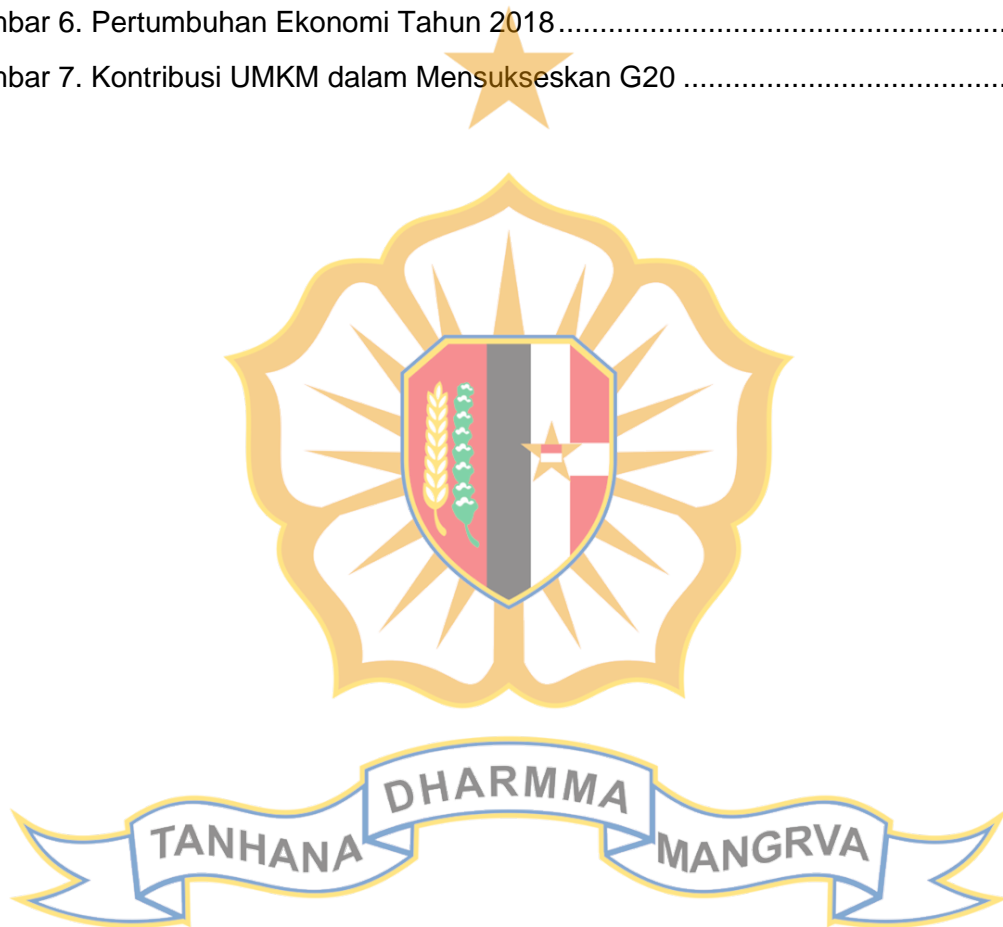 mbar 6. Pertumbuhan Ekonomi Tahun 2018.....................................................
mbar 7. Kontribusi UMKM dalam Mensukseskan G20 .......................................
DHARMMA
TANHANA MANGRVA